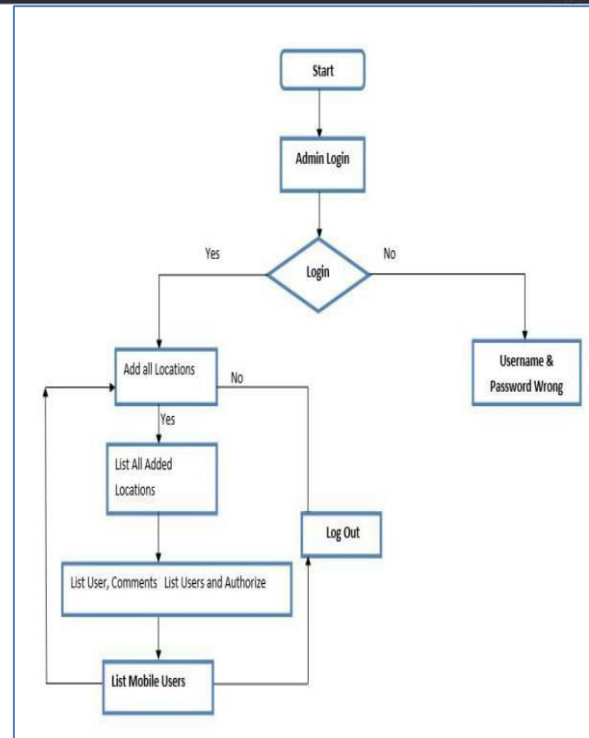 Start
Admin Login
Login
Yes
No
Add all Locations
No
Username &
Password Wrong
Yes
List All Added
Locations
Log Out
List User, Comments List Users and Authorize
List Mobile Users